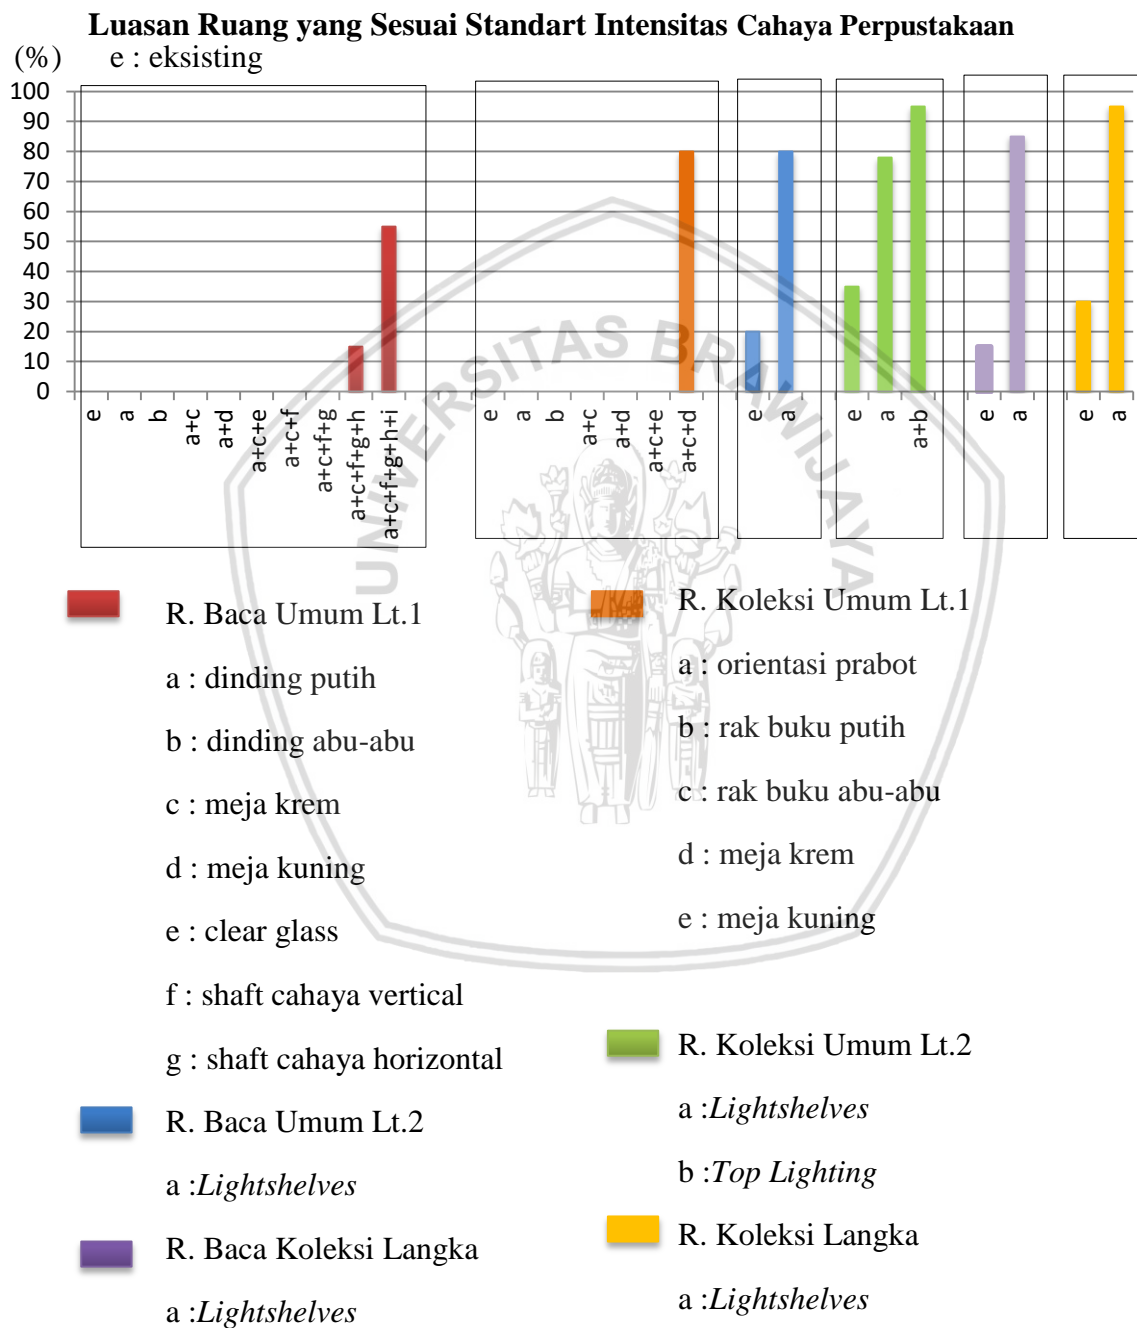 Luasan Ruang yang Sesuai Standart Intensitas Cahaya Perpustakaan
(%) e : eksisting
100
90
80
70
60
50
40
30
20
10
0
e a b a+c a+d a+c+e a+c+f a+c+f+g a+c+f+g+h a+c+f+g+h+i
e a b a+c a+d a+c+e a+c+d
e a
e a a+b
e a
e a
UNIVERSITAS BRAWIJAYA
R. Baca Umum Lt.1
a : dinding putih
b : dinding abu-abu
c : meja krem
d : meja kuning
e : clear glass
f : shaft cahaya vertical
g : shaft cahaya horizontal
R. Baca Umum Lt.2
a :Lightshelves
R. Baca Koleksi Langka
a :Lightshelves
R. Koleksi Umum Lt.1
a : orientasi prabot
b : rak buku putih
c : rak buku abu-abu
d : meja krem
e : meja kuning
R. Koleksi Umum Lt.2
a :Lightshelves
b :Top Lighting
R. Koleksi Langka
a :Lightshelves